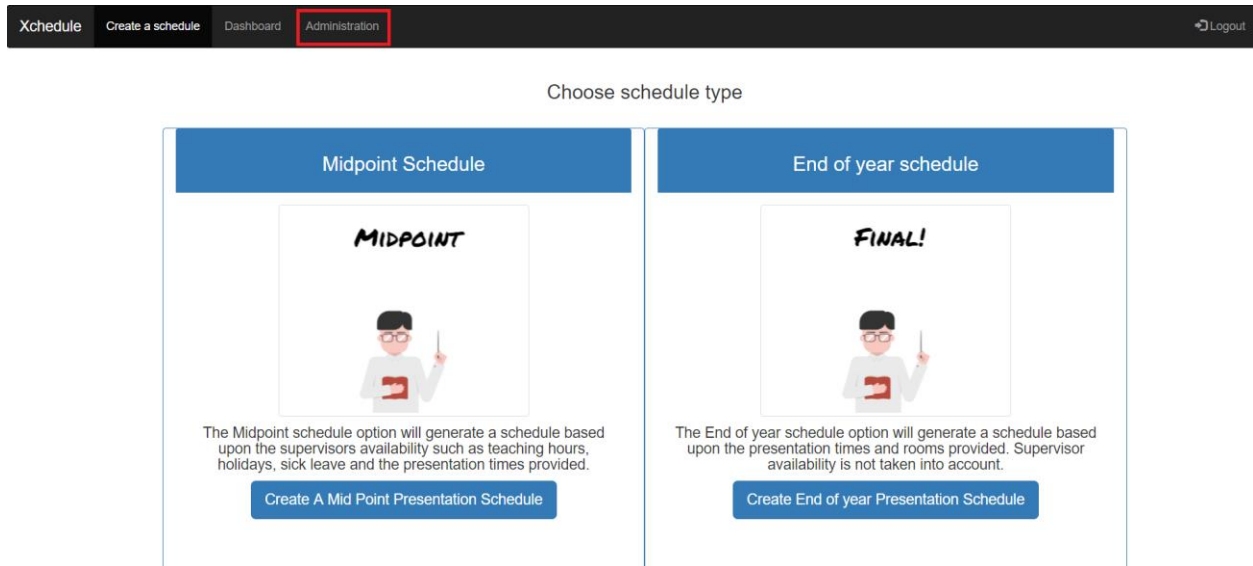 Xchedule Create a schedule Dashboard Administration Logout
Choose schedule type
Midpoint Schedule
MIDPOINT
The Midpoint schedule option will generate a schedule based
upon the supervisors availability such as teaching hours,
holidays, sick leave and the presentation times provided.
Create A Mid Point Presentation Schedule
End of year schedule
FINAL!
The End of year schedule option will generate a schedule based
upon the presentation times and rooms provided. Supervisor
availability is not taken into account.
Create End of year Presentation Schedule